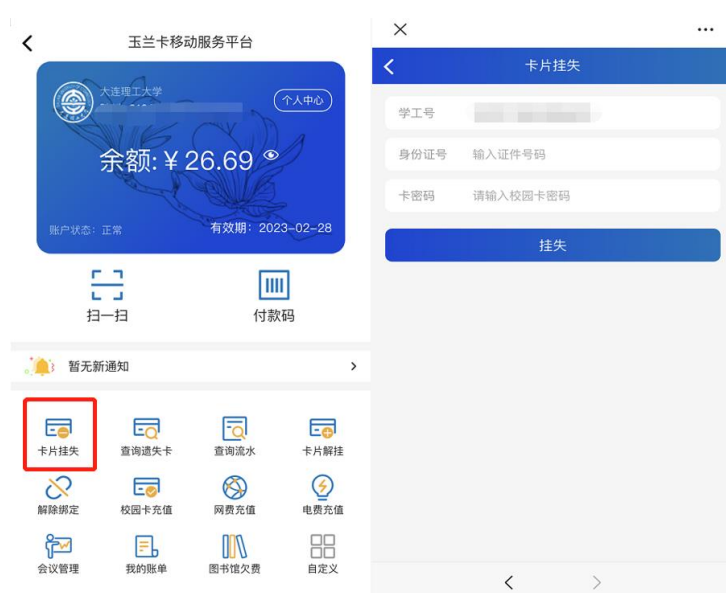 玉兰卡移动服务平台
大连理工大学
个人中心
余额:¥26.69
账户状态:正常
有效期:2023-02-28
扫一扫
付款码
暂无新通知
卡片挂失
查询遗失卡
查询流水
卡片解挂
解除绑定
校园卡充值
网费充值
电费充值
会议管理
我的账单
图书馆欠费
自定义
卡片挂失
学工号
身份证号 输入证件号码
卡密码 请输入校园卡密码
挂失